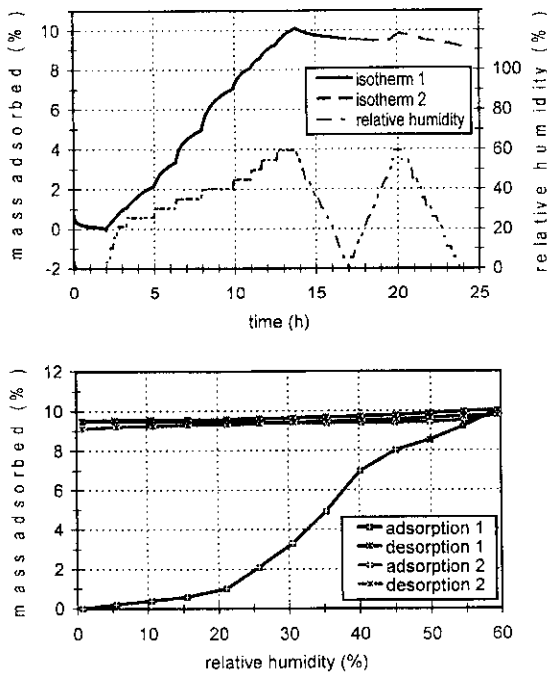 mass adsorbed (%)
10
8
6
4
2
0
-2
isotherm 1
isotherm 2
relative humidity
120
100
80
60
40
20
0
relative humidity (%)
0 5 10 15 20 25
time (h)
mass adsorbed (%)
12
10
8
6
4
2
0
adsorption 1
desorption 1
adsorption 2
desorption 2
0 10 20 30 40 50 60
relative humidity (%)